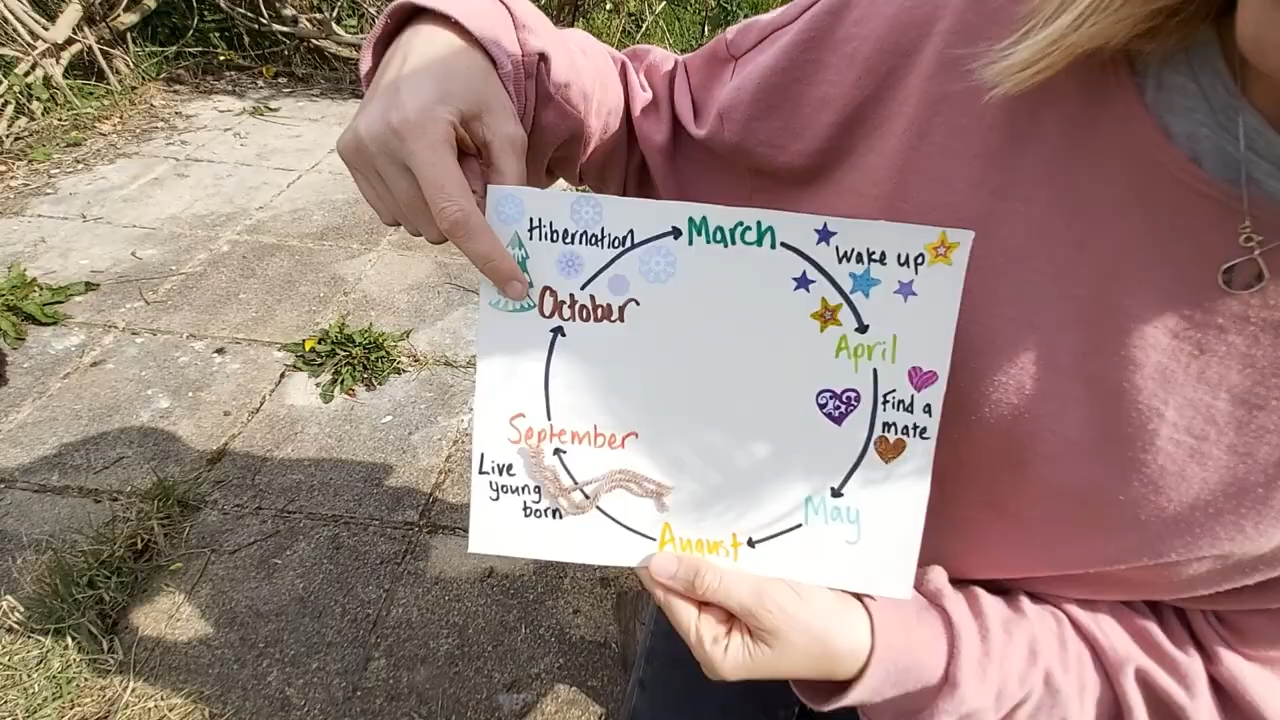 Hibernation
March
Wake up
October
April
Find a
mate
September
Live
young
born
May
August